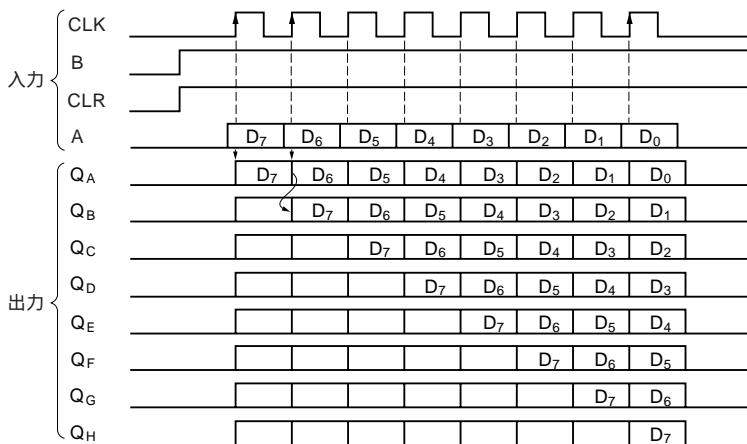 入力
CLK
B
CLR
A D7 D6 D5 D4 D3 D2 D1 D0
出力
QA D7 D6 D5 D4 D3 D2 D1 D0
QB D7 D6 D5 D4 D3 D2 D1
QC D7 D6 D5 D4 D3 D2
QD D7 D6 D5 D4 D3
QE D7 D6 D5 D4
QF D7 D6 D5
QG D7 D6
QH D7